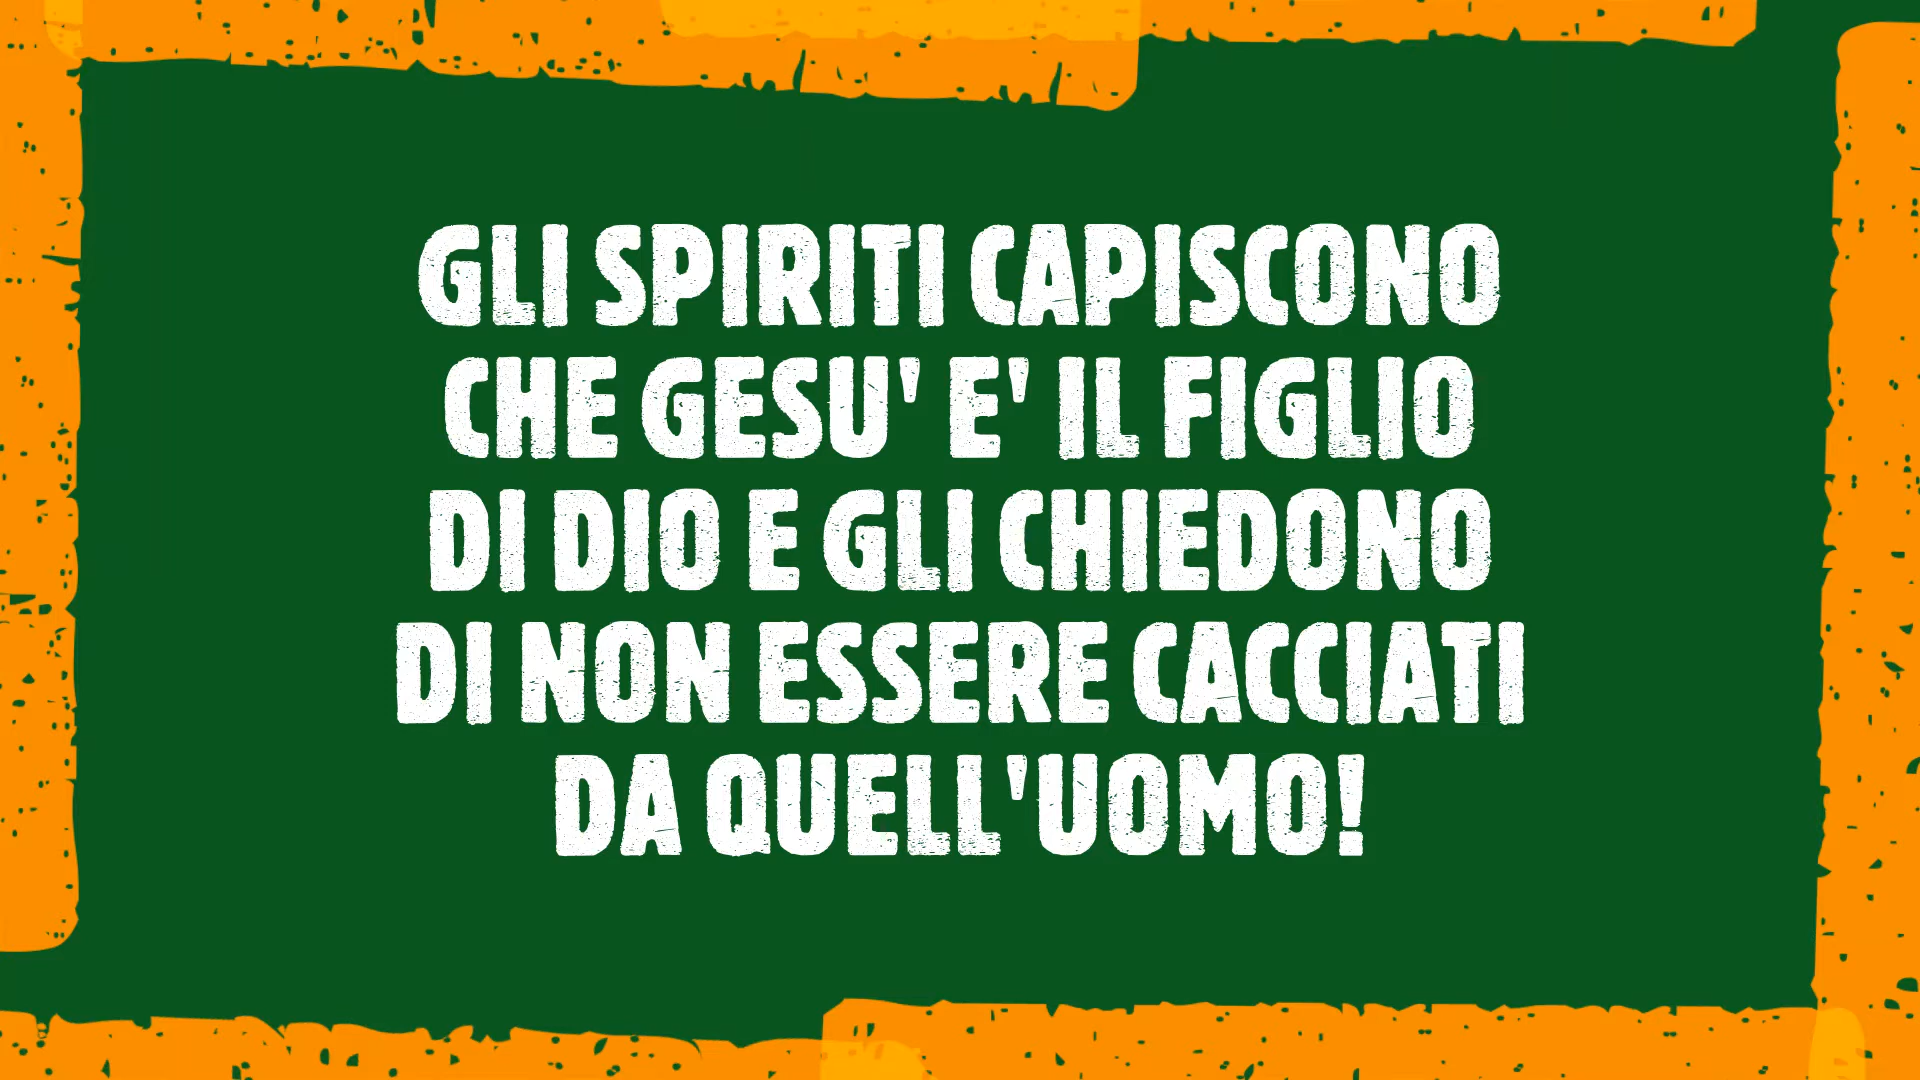 GLI SPIRITI CAPISCONO
CHE GESU' E' IL FIGLIO
DI DIO E GLI CHIEDONO
DI NON ESSERE CACCIATI
DA QUELL'UOMO!